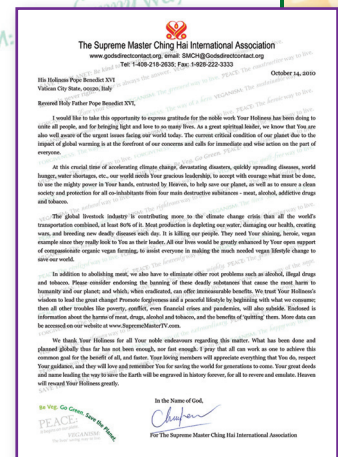 The Supreme Master Ching Hai International Association
www.godsdirectcontact.org; email: SMCH@Godsdirectcontact.org
Tel: 1-408-218-2635; Fax: 1-928-222-3333
October 14, 2010
His Holiness Pope Benedict XVI
Vatican City State, 00120, Italy
Revered Holy Father Pope Benedict XVI,
I would like to take this opportunity to express gratitude for the noble work Your Holiness has been doing to
unite all people, and for bringing light and love to so many lives. As a great spiritual leader, we know that You are
also well aware of the urgent issues facing our world today. The current critical condition of our planet due to the
impact of global warming is at the forefront of our concerns and calls for immediate and wise action on the part of
everyone.
At this crucial time of accelerating climate change, devastating disasters, quickly spreading diseases, world
hunger, water shortages, etc., our world needs Your gracious leadership, to accept with courage what must be done,
to use the mighty power in Your hands, entrusted by Heaven, to help save our planet, as well as to ensure a clean
society and protection for all co-inhabitants from four main destructive substances - meat, alcohol, addictive drugs
and tobacco.
The global livestock industry is contributing more to the climate change crisis than all the world's
transportation combined, at least 80% of it. Meat production is depleting our water, damaging our health, creating
wars, and breeding new deadly diseases each day. It is killing our people. They need Your shining, heroic, vegan
example since they really look to You as their leader. All our lives would be greatly enhanced by Your open support
of compassionate organic vegan farming, to assist everyone in making the much needed vegan lifestyle change to
save our world.
In addition to abolishing meat, we also have to eliminate other root problems such as alcohol, illegal drugs
and tobacco. Please consider endorsing the banning of these deadly substances that cause the most harm to
humanity and our planet; and which, when eradicated, can offer immeasurable benefits. We trust Your Holiness's
wisdom to lead the great change! Promote forgiveness and a peaceful lifestyle by beginning with what we consume;
then all other troubles like poverty, conflict, even financial crises and pandemics, will also subside. Enclosed is
information about the harms of meat, drugs, alcohol and tobacco, and the benefits of 'quitting' them. More data can
be accessed on our website at www.SupremeMasterTV.com.
We thank Your Holiness for all Your noble endeavours regarding this matter. What has been done and
planned globally thus far has not been enough, nor fast enough. I pray that all can work as one to achieve this
common goal for the benefit of all, and faster. Your loving members will appreciate everything that You do, respect
Your guidance, and they will love and remember You for saving the world for generations to come. Your great deeds
and name leading the way to save the Earth will be engraved in history forever, for all to revere and emulate. Heaven
will reward Your Holiness greatly.
In the Name of God,
For The Supreme Master Ching Hai International Association
Be Veg. Go Green. Save the Planet.
PEACE:
VEGANISM: